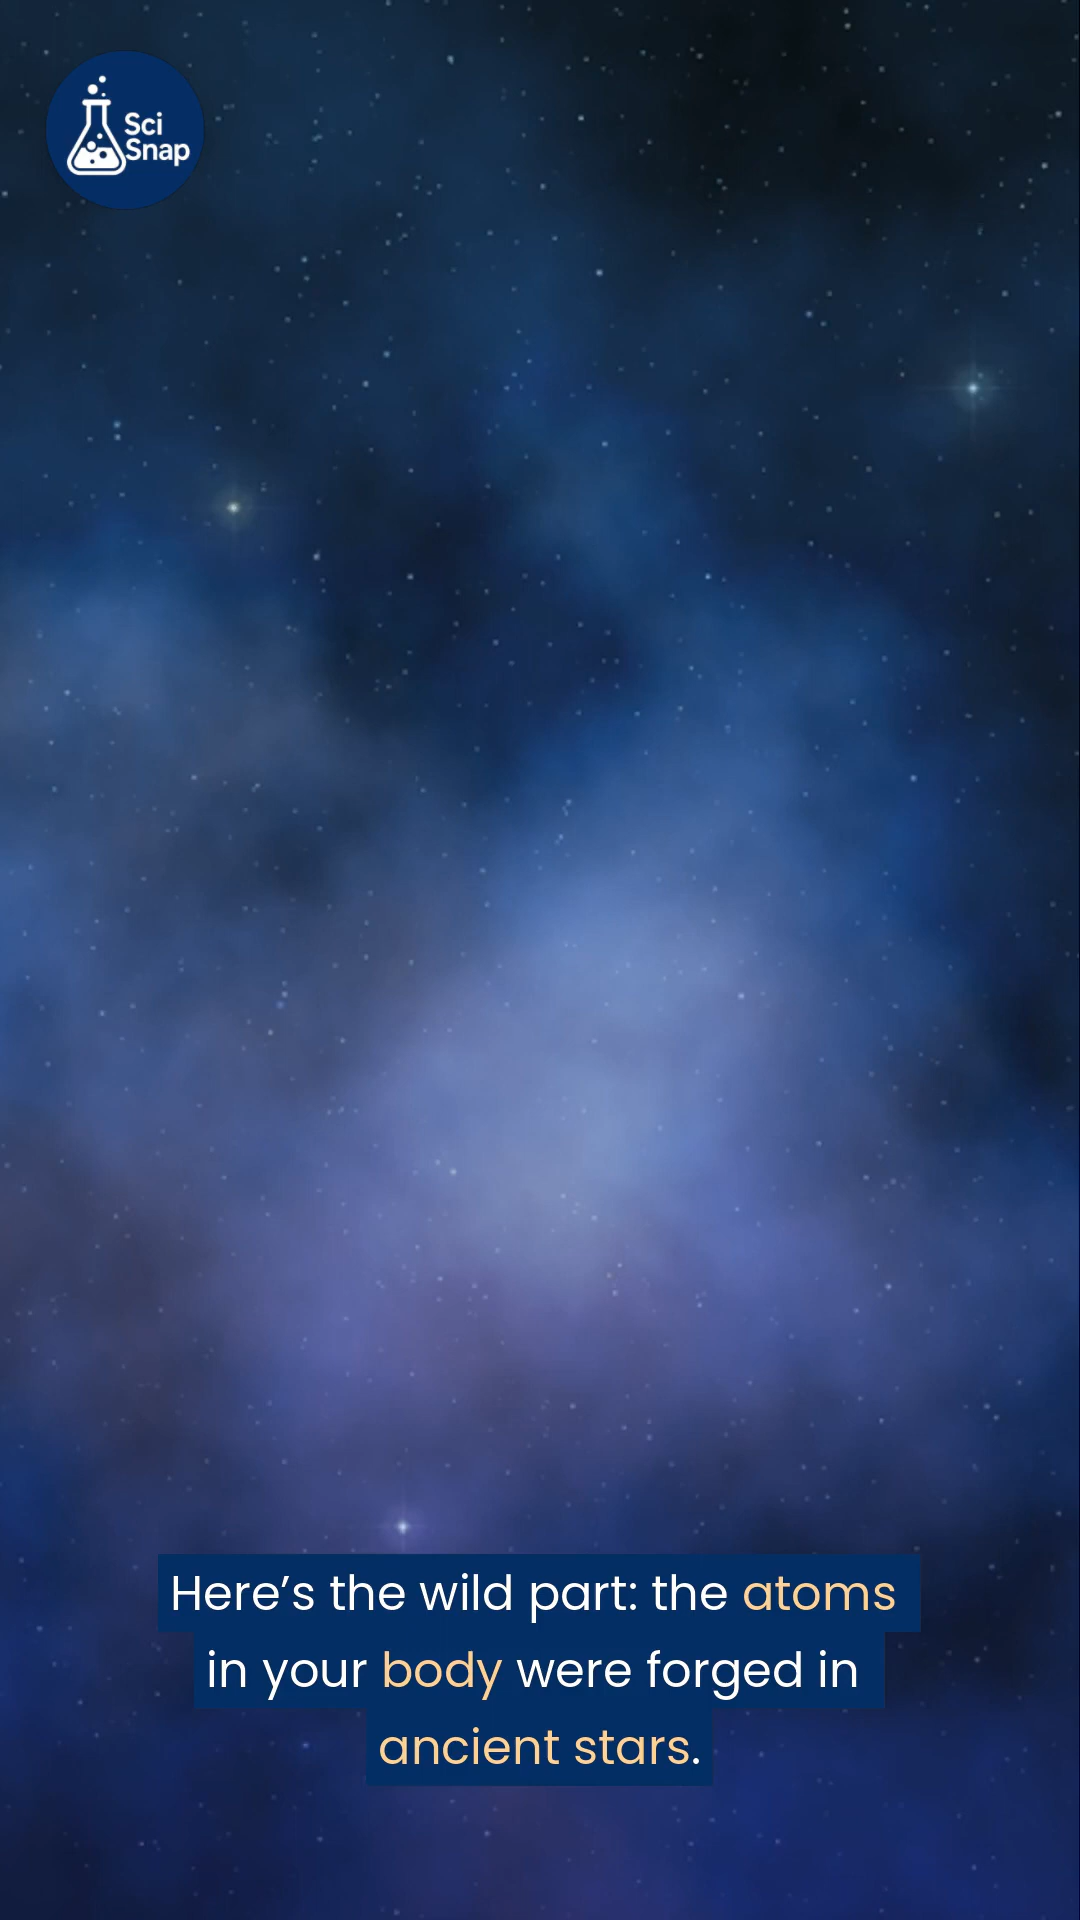 Sci
Snap
Here’s the wild part: the atoms
in your body were forged in
ancient stars.